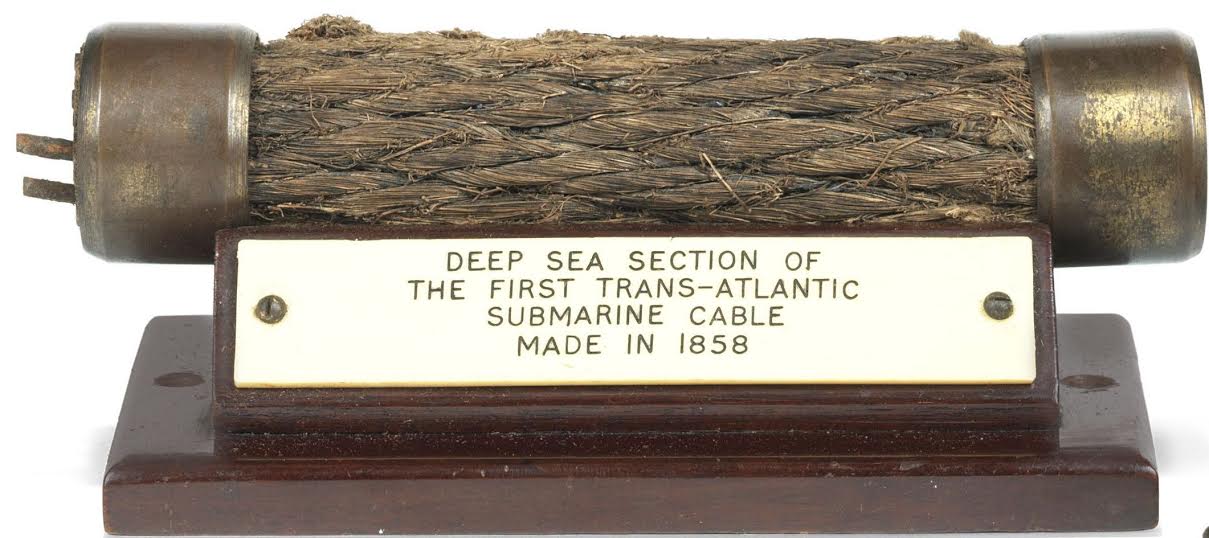 DEEP SEA SECTION OF
THE FIRST TRANS-ATLANTIC
SUBMARINE CABLE
MADE IN 1858